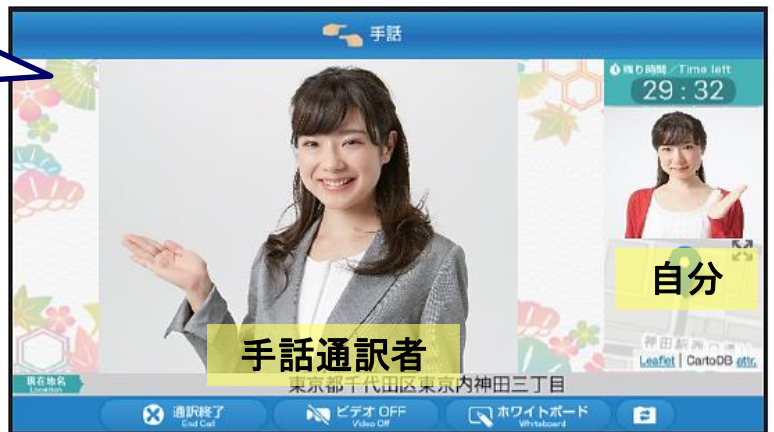 手話
残り時間／Time left
29:32
自分
手話通訳者
Leaflet | CartoDB attr.
現在地名
Location
東京都千代田区東京内神田三丁目
通訳終了
End Call
ビデオ OFF
Video Off
ホワイトボード
Whiteboard